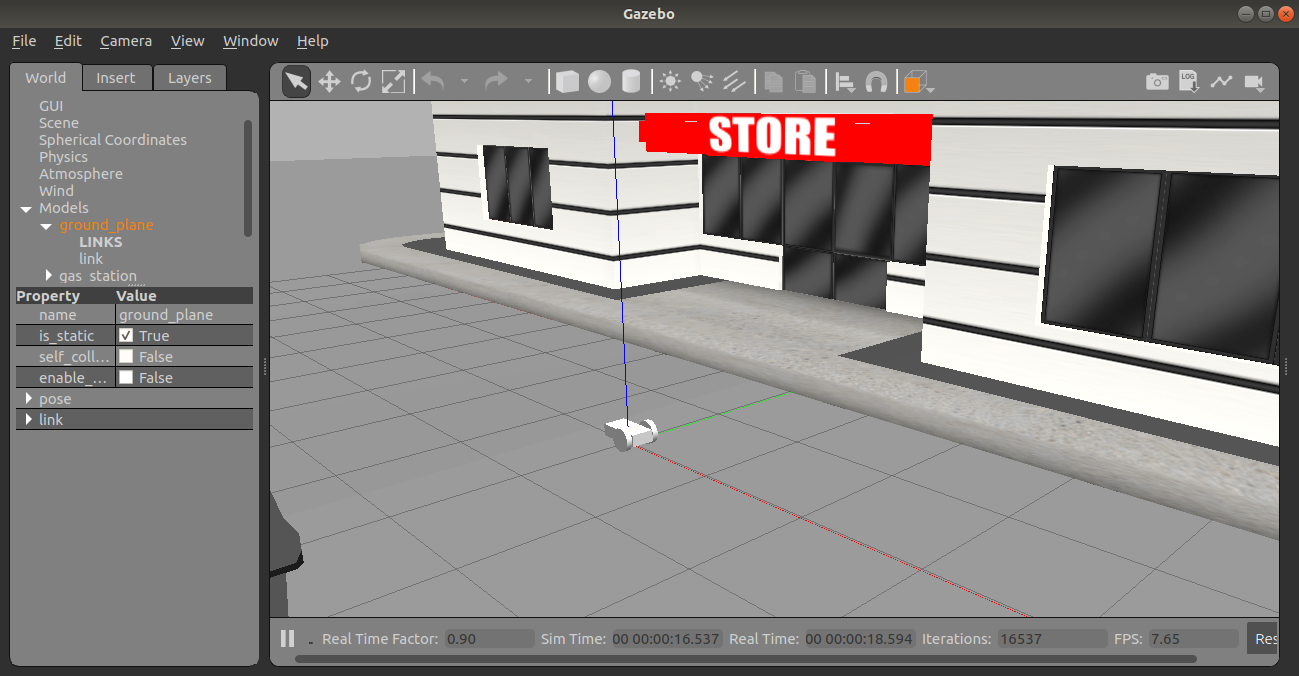 Gazebo
File Edit Camera View Window Help
World Insert Layers
GUI
Scene
Spherical Coordinates
Physics
Atmosphere
Wind
Models
ground_plane
LINKS
link
gas_station
Property Value
name ground_plane
is_static True
self_coll... False
enable_... False
pose
link
LOG
STORE
Real Time Factor: 0.90 Sim Time: 00 00:00:16.537 Real Time: 00 00:00:18.594 Iterations: 16537 FPS: 7.65 Res